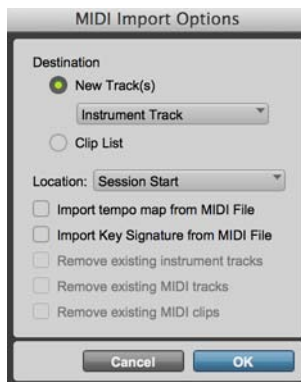 MIDI Import Options
Destination
New Track(s)
Instrument Track
Clip List
Location: Session Start
Import tempo map from MIDI File
Import Key Signature from MIDI File
Remove existing instrument tracks
Remove existing MIDI tracks
Remove existing MIDI clips
Cancel OK